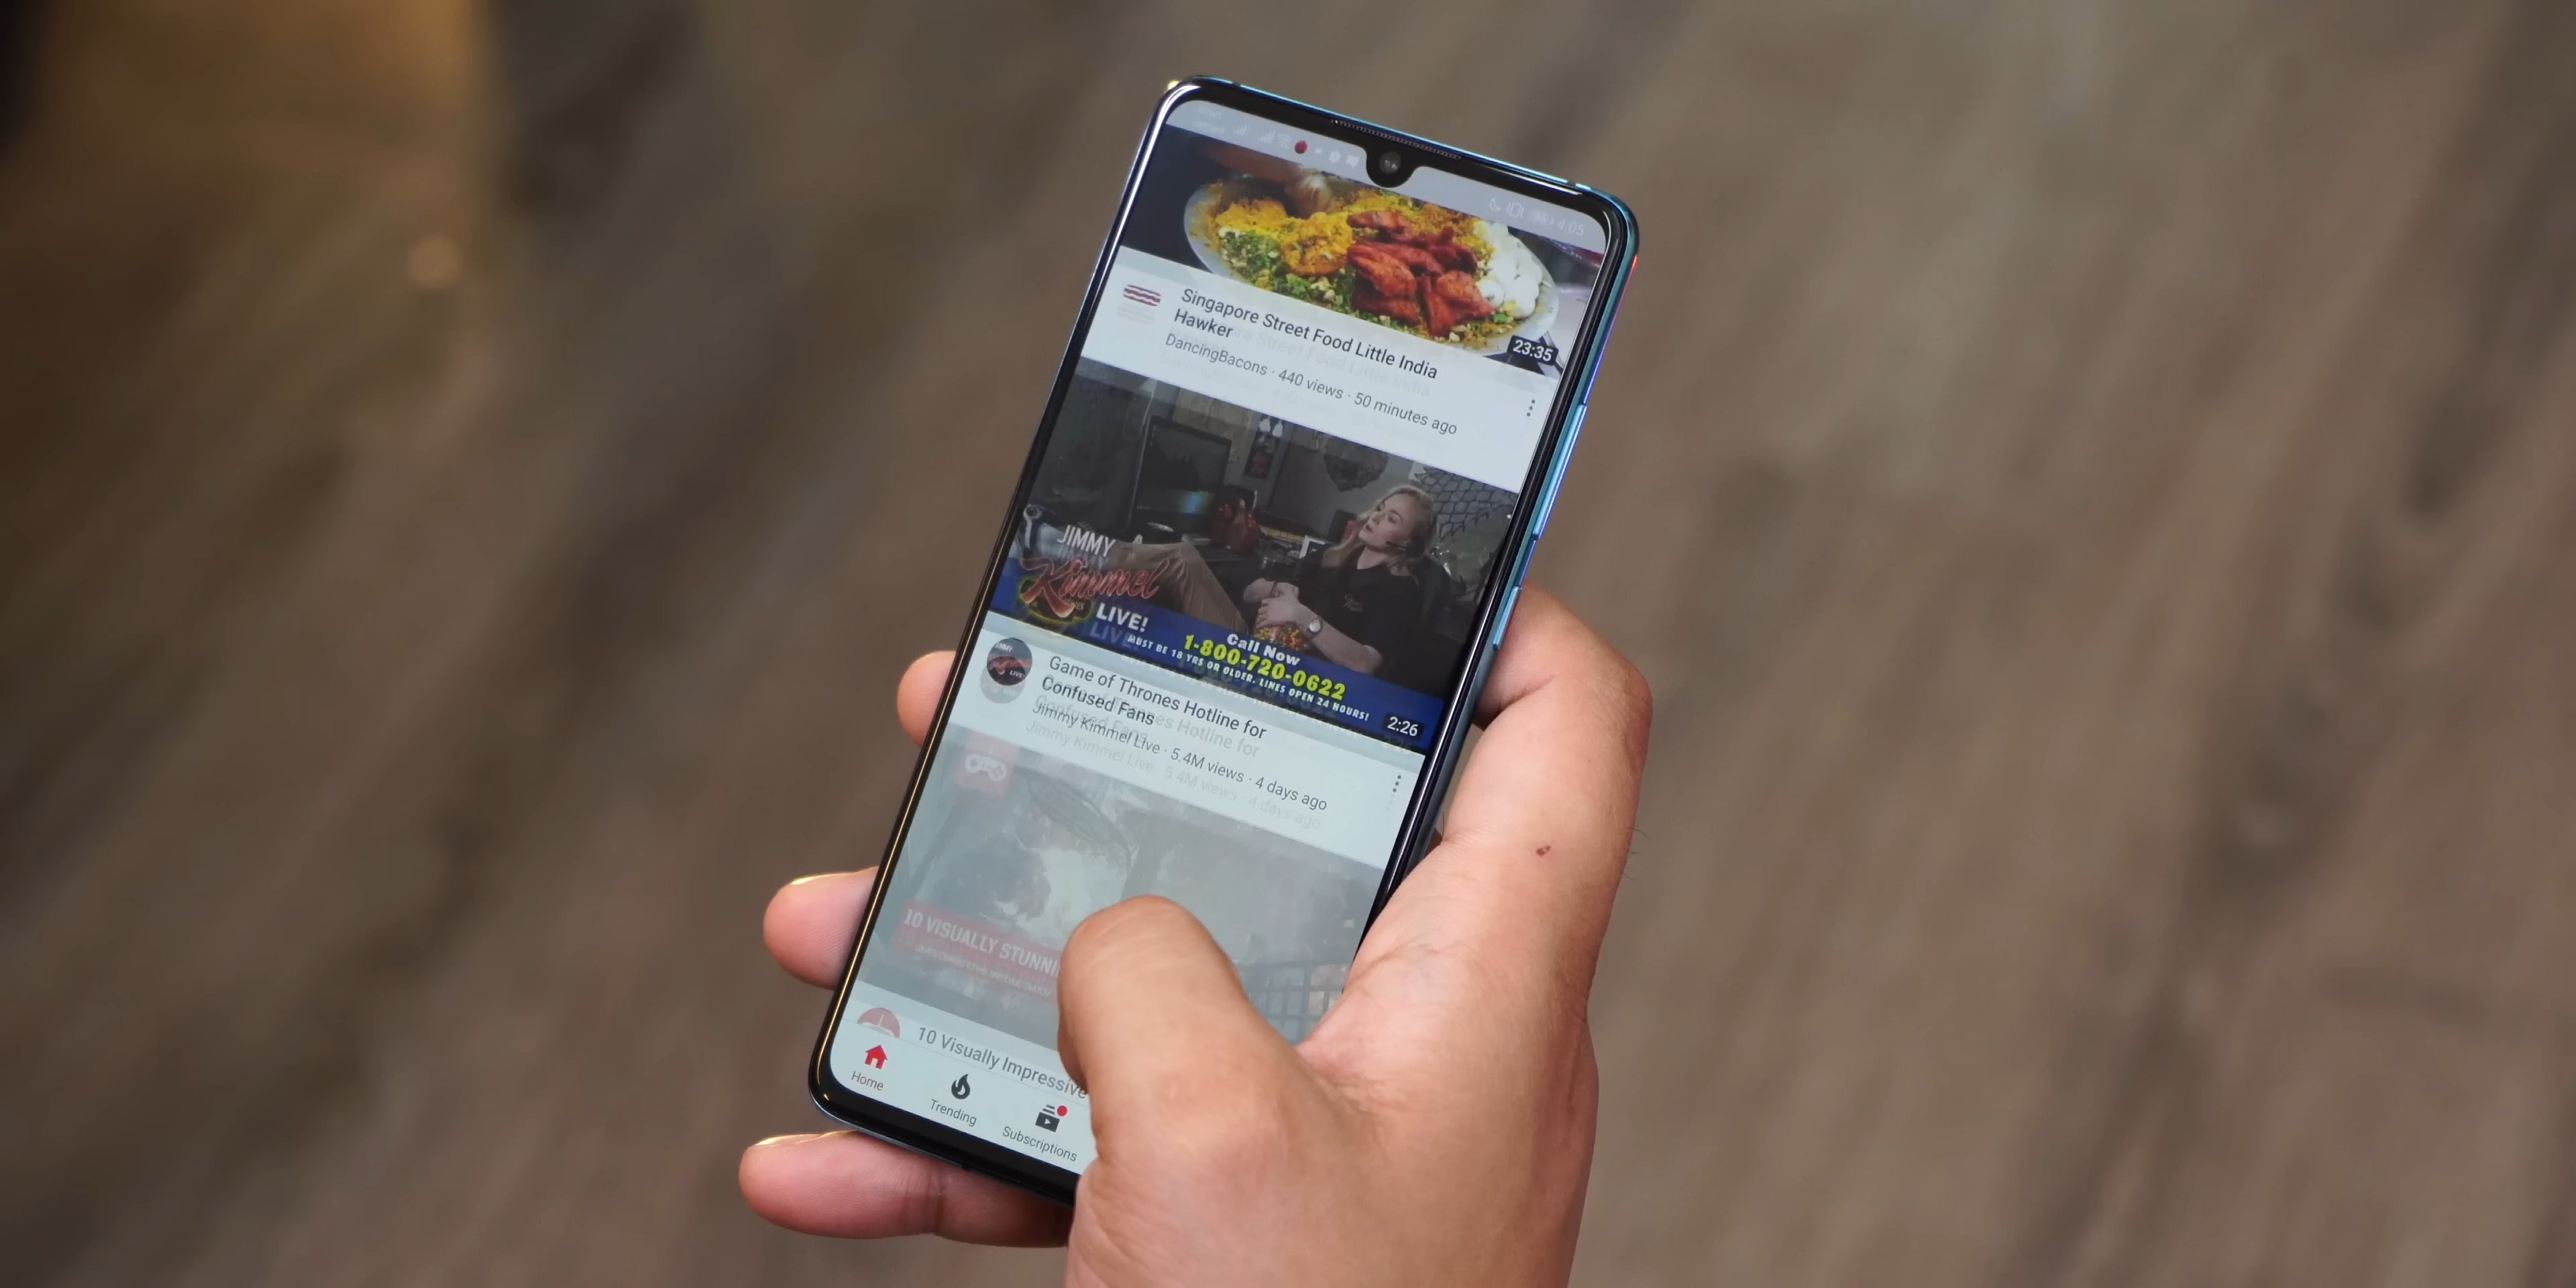 4:05
23:35
Singapore Street Food Little India
Hawker
DancingBacons · 440 views · 50 minutes ago
JIMMY
Kimmel
LIVE!
Call Now
1-800-720-0622
MUST BE 18 YRS OR OLDER. LINES OPEN 24 HOURS!
2:26
Game of Thrones Hotline for
Confused Fans
Jimmy Kimmel Live · 5.4M views · 4 days ago
10 VISUALLY
10 Visually Impressive
Home
Trending
Subscriptions